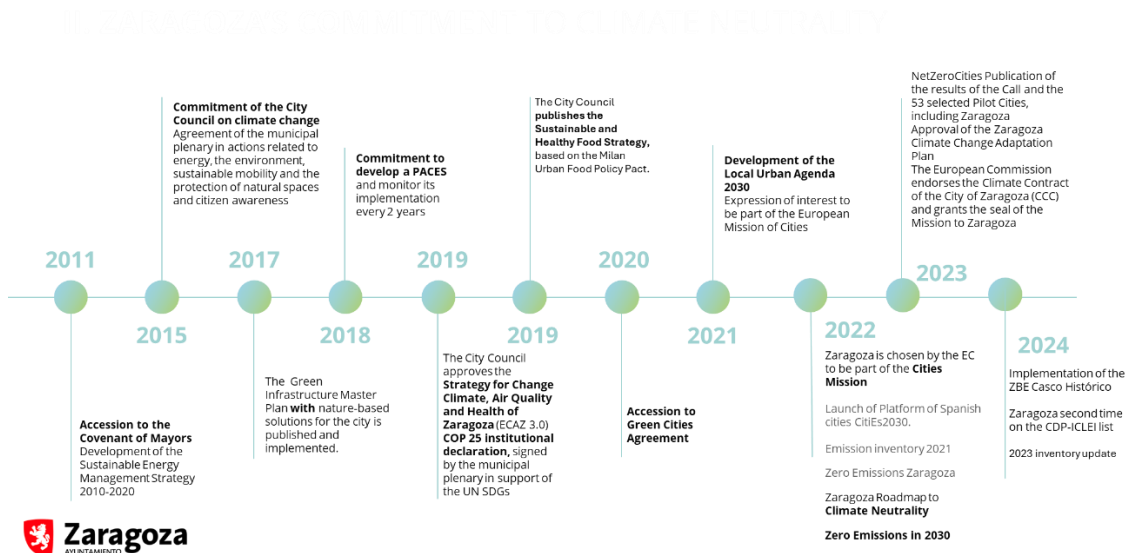 COMMITMENT TO CLIMATE NEUTRALITY
NetZeroCities Publication of
the results of the Call and the
53 selected Pilot Cities,
including Zaragoza
Approval of the Zaragoza
Climate Change Adaptation
Plan
The European Commission
endorses the Climate Contract
of the City of Zaragoza (CCC)
and grants the seal of the
Mission to Zaragoza
Commitment of the City
Council on climate change
Agreement of the municipal
plenary in actions related to
energy, the environment,
sustainable mobility and the
protection of natural spaces
and citizen awareness
Commitment to
develop a PACES
and monitor its
implementation
every 2 years
The City Council
publishes the
Sustainable and
Healthy Food Strategy,
based on the Milan
Urban Food Policy Pact.
Development of the
Local Urban Agenda
2030
Expression of interest to
be part of the European
Mission of Cities
2011
2017
2019
2020
2023
2015
2018
2019
2021
2022
2024
Accession to the
Covenant of Mayors
Development of the
Sustainable Energy
Management Strategy
2010-2020
The Green
Infrastructure Master
Plan with nature-based
solutions for the city is
published and
implemented.
The City Council
approves the
Strategy for Change
Climate, Air Quality
and Health of
Zaragoza (ECAZ 3.0)
COP 25 institutional
declaration, signed
by the municipal
plenary in support of
the UN SDGs
Accession to
Green Cities
Agreement
Zaragoza is chosen by the EC
to be part of the Cities
Mission
Launch of Platform of Spanish
cities CitiEs2030.
Emission inventory 2021
Zero Emissions Zaragoza
Zaragoza Roadmap to
Climate Neutrality
Zero Emissions in 2030
Implementation of the
ZBE Casco Histórico
Zaragoza second time
on the CDP-ICLEI list
2023 inventory update
Zaragoza
AYUNTAMIENTO